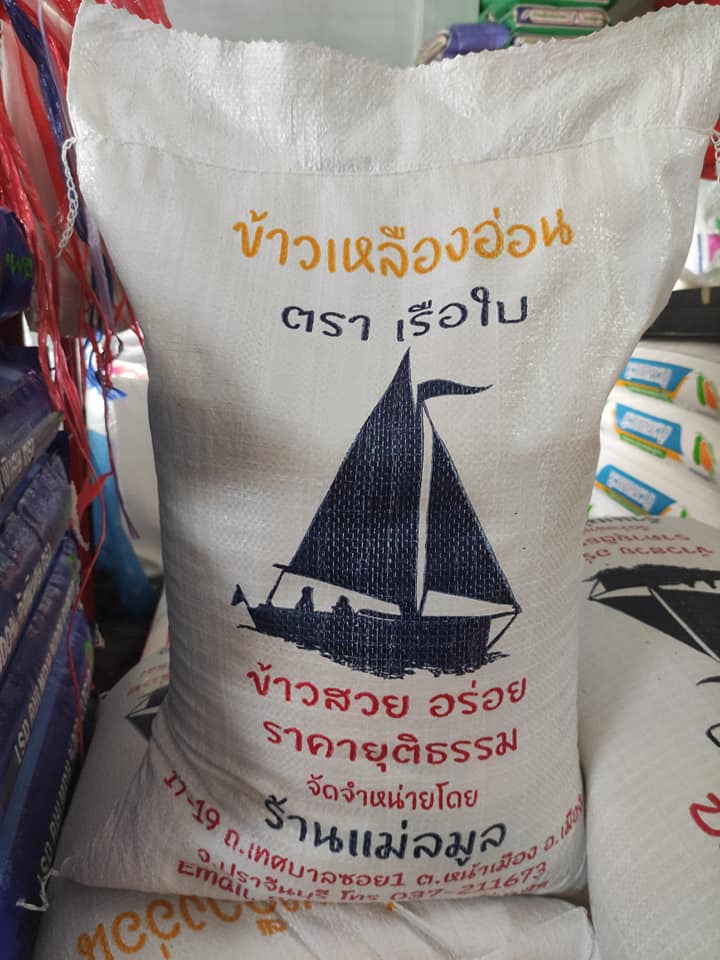 ข้าวเหลืองอ่อน
ตรา เรือใบ
ข้าวสวย อร่อย
ราคายุติธรรม
จัดจำหน่ายโดย
ร้านแม่ลมูล
17-19 ถ.เทศบาลซอย1 ต.หน้าเมือง อ.เมือง
จ.ปราจีนบุรี โทร 037-211673
EMAIL